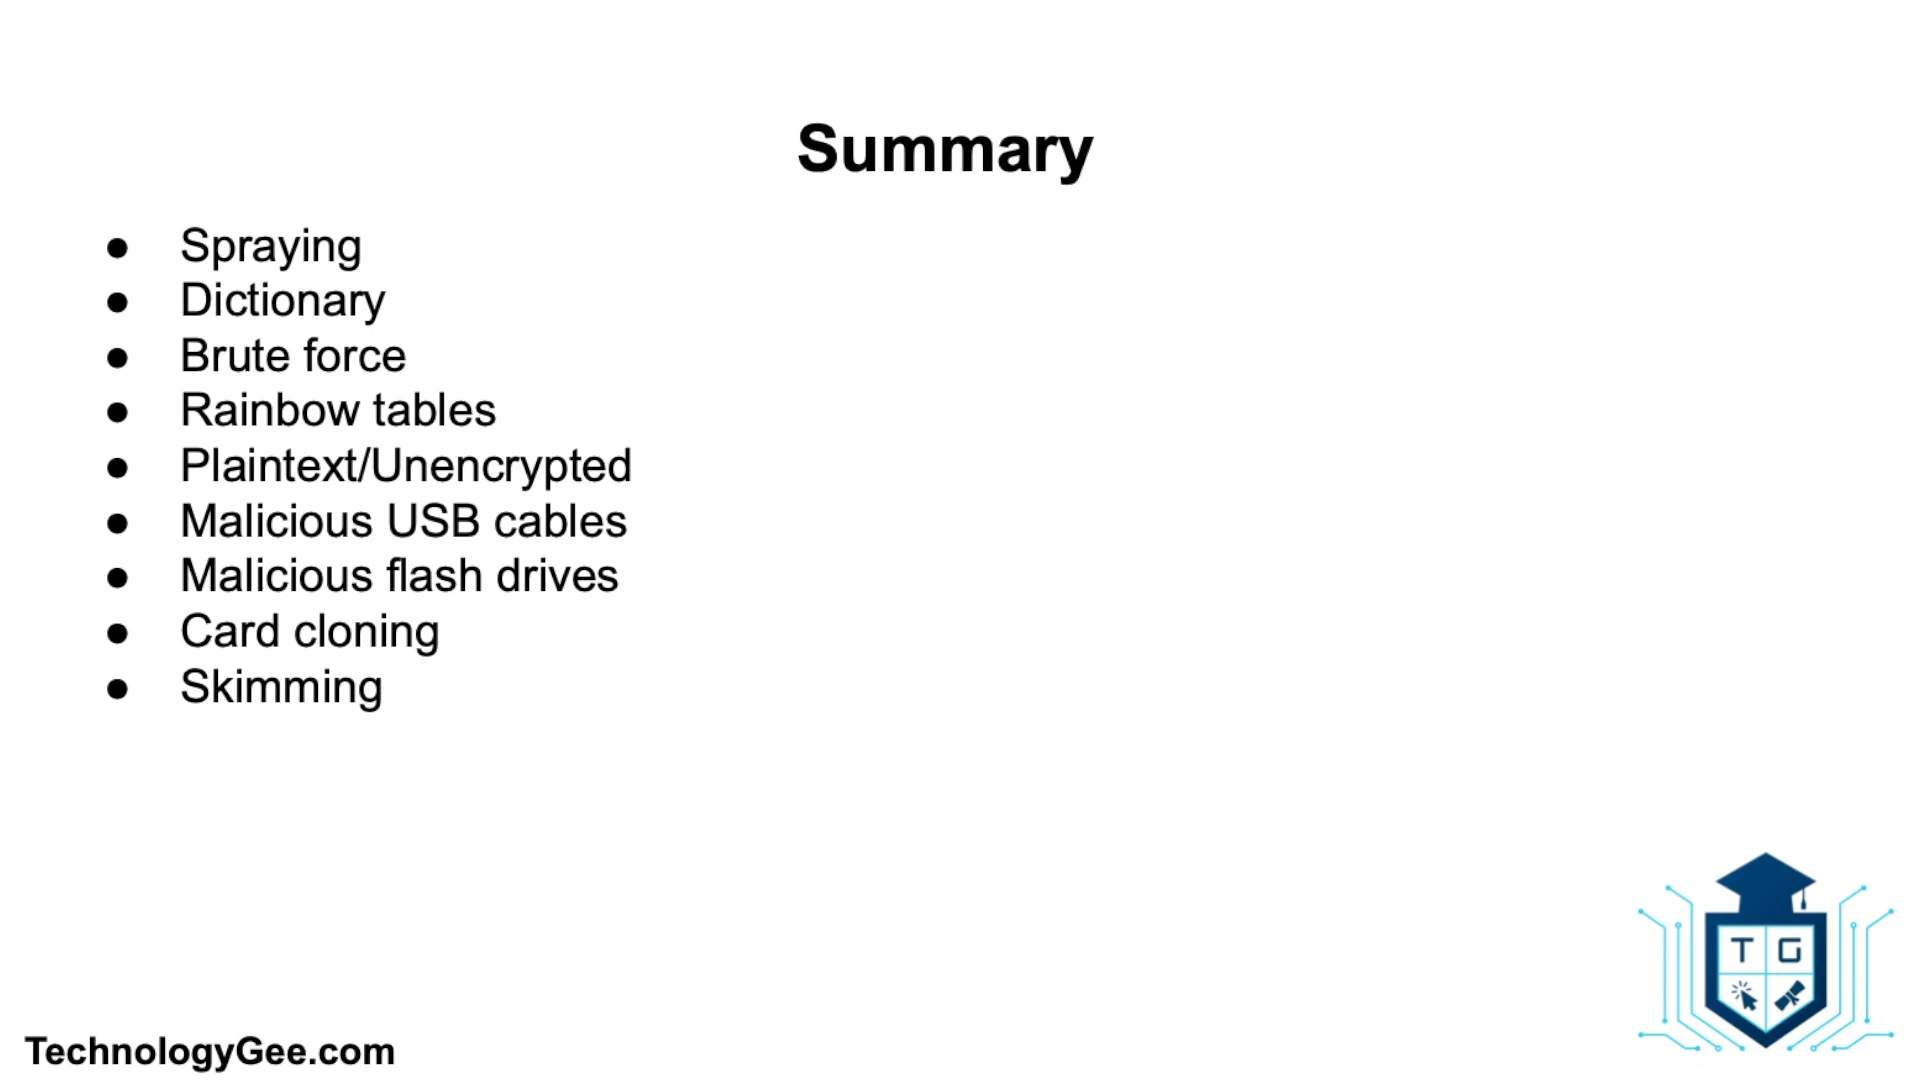 Summary
● Spraying
● Dictionary
● Brute force
● Rainbow tables
● Plaintext/Unencrypted
● Malicious USB cables
● Malicious flash drives
● Card cloning
● Skimming
T G
TechnologyGee.com